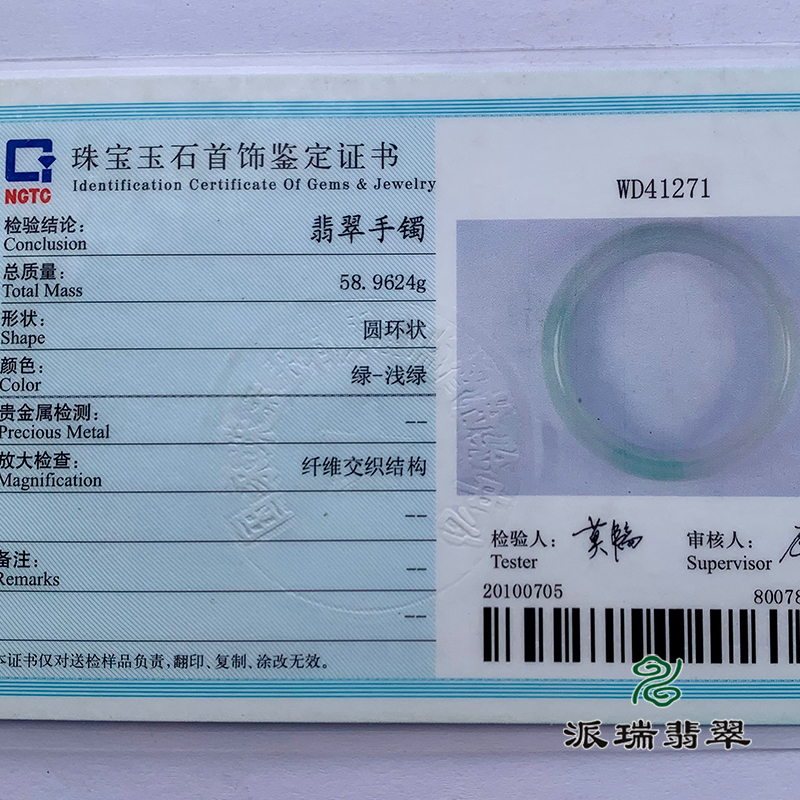 NGTC
珠宝玉石首饰鉴定证书
Identification Certificate Of Gems & Jewelry
检验结论: 翡翠手镯
Conclusion
总质量: 58.9624g
Total Mass
形状: 圆环状
Shape
颜色: 绿-浅绿
Color
贵金属检测: --
Precious Metal
放大检查: 纤维交织结构
Magnification
--
备注: --
Remarks
--
本证书仅对送检样品负责,翻印、复制、涂改无效。
WD41271
检验人: 审核人:
Tester Supervisor
20100705 80078
派瑞翡翠